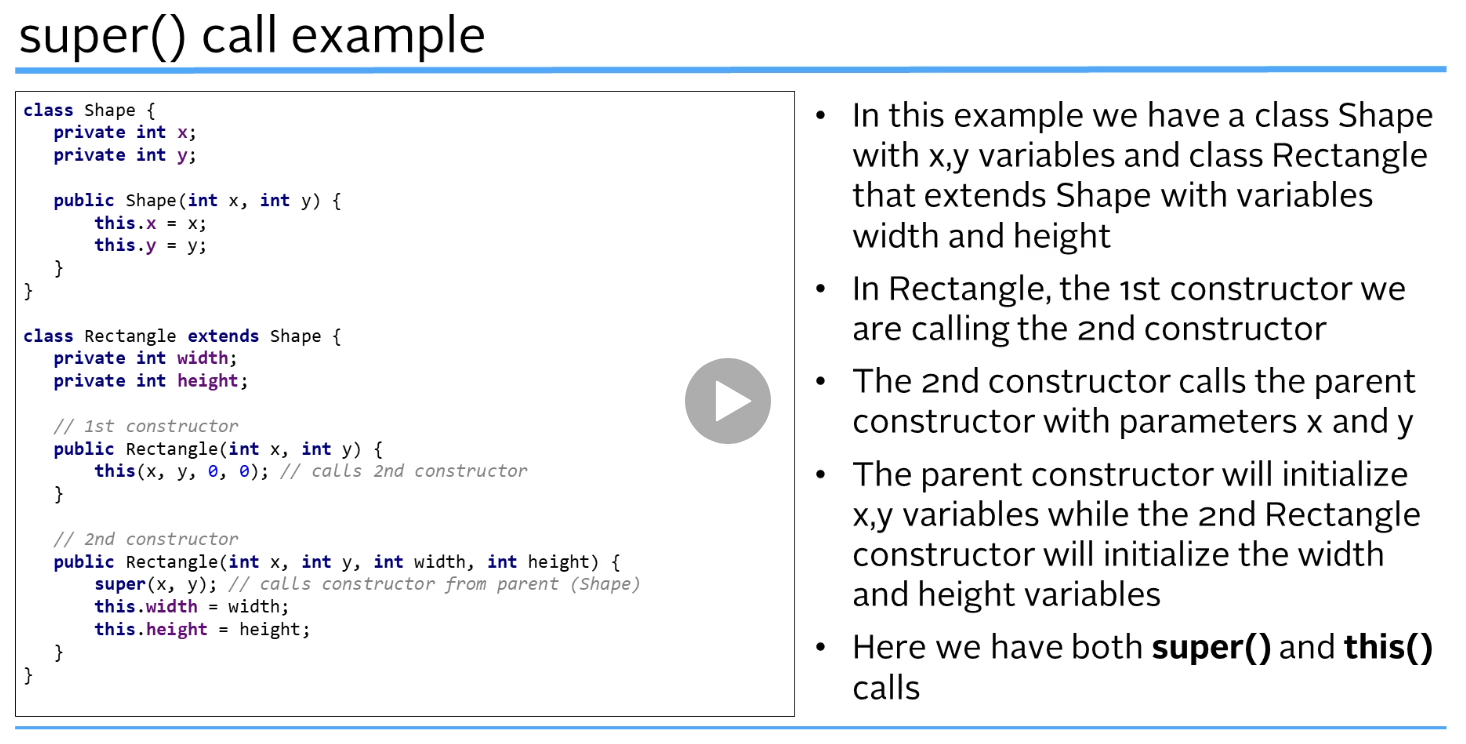 super() call example
class Shape {
private int x;
private int y;
public Shape(int x, int y) {
this.x = x;
this.y = y;
}
}
class Rectangle extends Shape {
private int width;
private int height;
// 1st constructor
public Rectangle(int x, int y) {
this(x, y, 0, 0); // calls 2nd constructor
}
// 2nd constructor
public Rectangle(int x, int y, int width, int height) {
super(x, y); // calls constructor from parent (Shape)
this.width = width;
this.height = height;
}
}
• In this example we have a class Shape
with x,y variables and class Rectangle
that extends Shape with variables
width and height
• In Rectangle, the 1st constructor we
are calling the 2nd constructor
• The 2nd constructor calls the parent
constructor with parameters x and y
• The parent constructor will initialize
x,y variables while the 2nd Rectangle
constructor will initialize the width
and height variables
• Here we have both super() and this()
calls